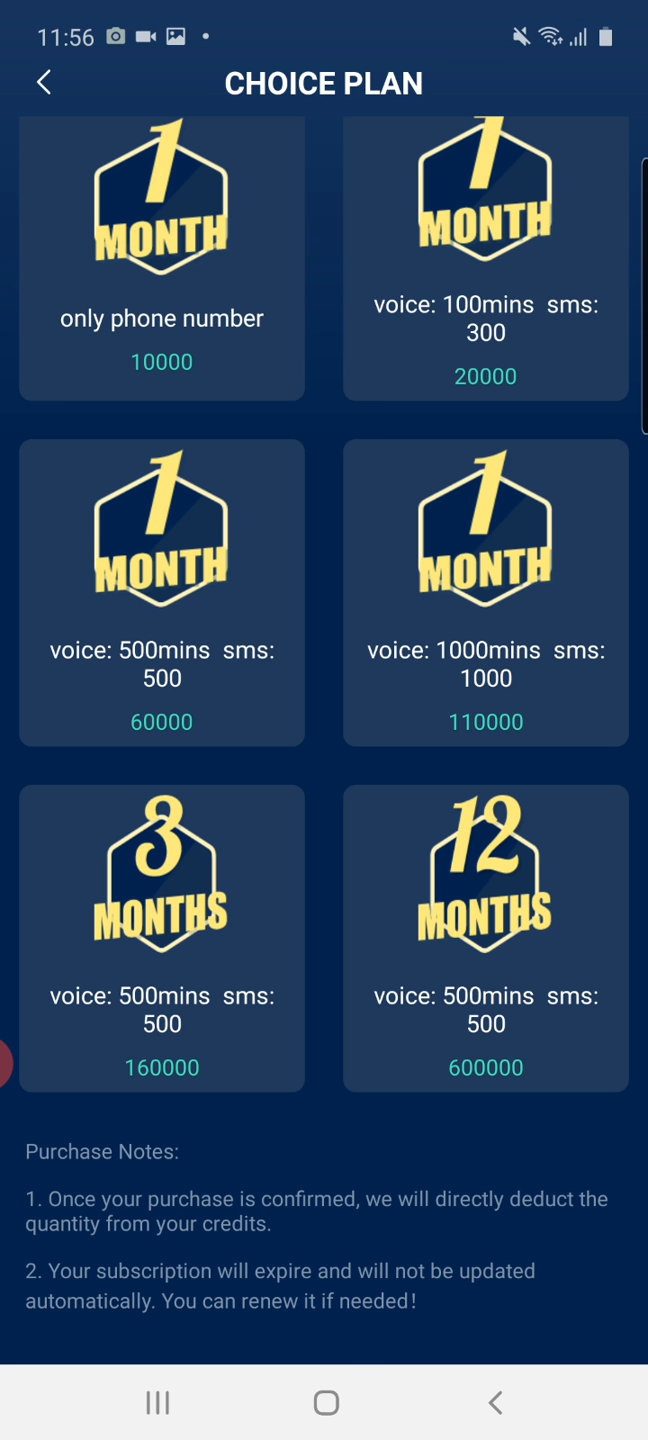 11:56
CHOICE PLAN
1
MONTH
only phone number
10000
1
MONTH
voice: 100mins  sms:
300
20000
1
MONTH
voice: 500mins  sms:
500
60000
1
MONTH
voice: 1000mins  sms:
1000
110000
3
MONTHS
voice: 500mins  sms:
500
160000
12
MONTHS
voice: 500mins  sms:
500
600000
Purchase Notes:
1. Once your purchase is confirmed, we will directly deduct the
quantity from your credits.
2. Your subscription will expire and will not be updated
automatically. You can renew it if needed!